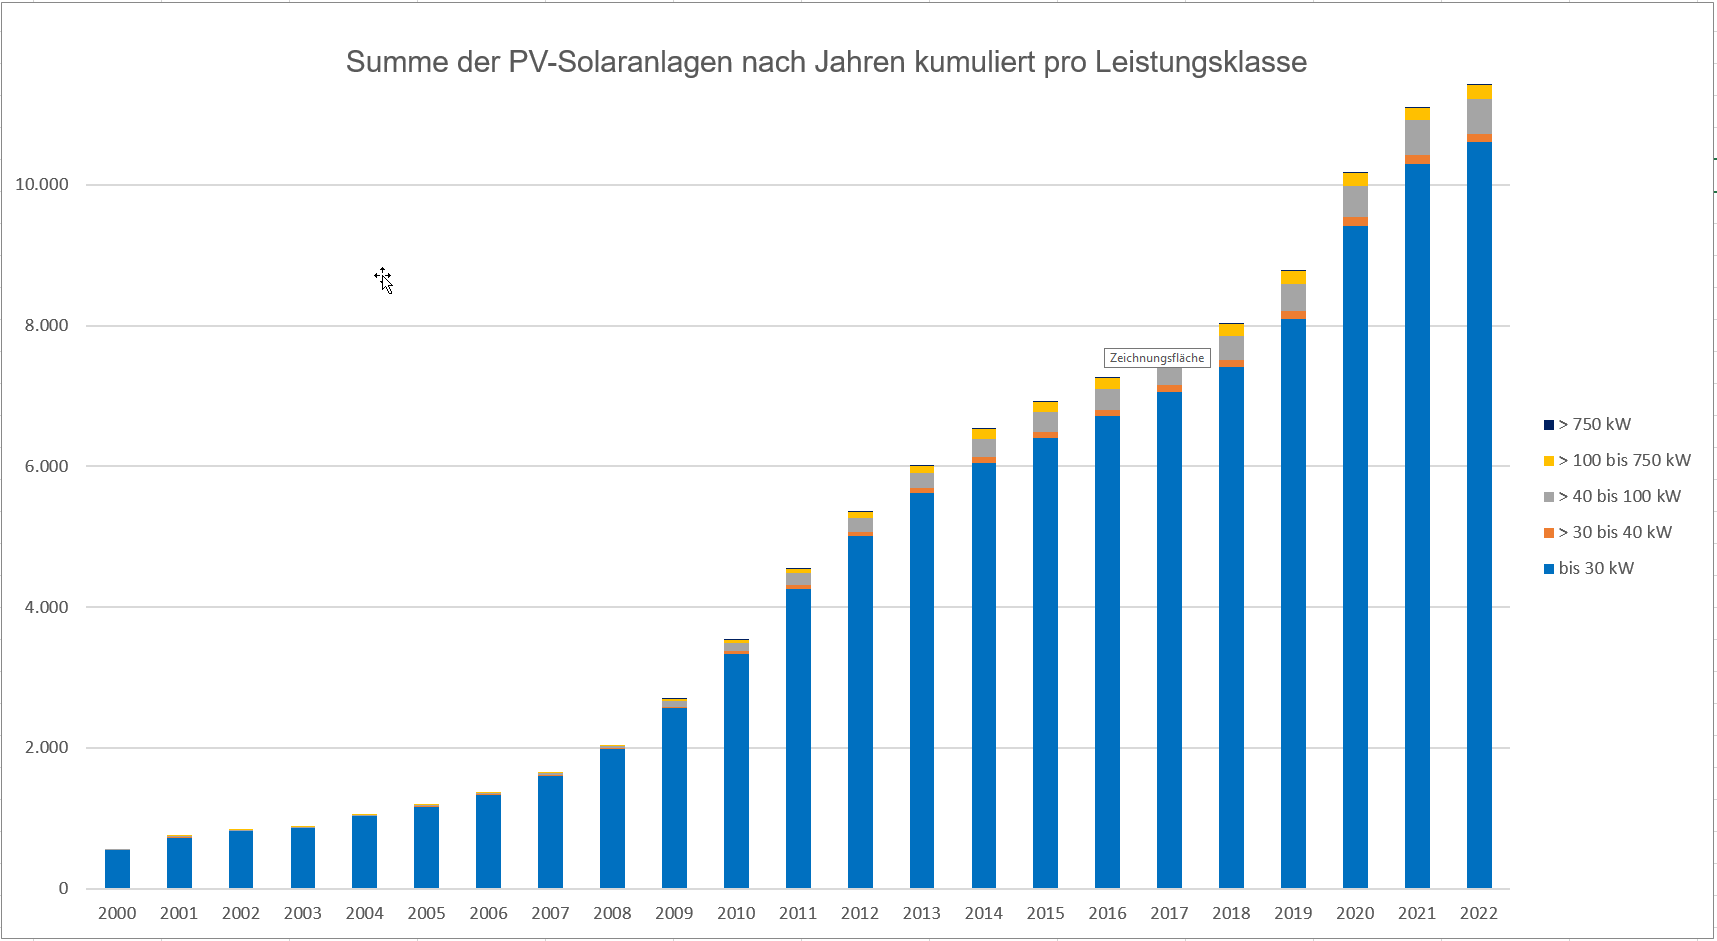 Summe der PV-Solaranlagen nach Jahren kumuliert pro Leistungsklasse
10.000
8.000
Zeichnungsfläche
6.000
4.000
2.000
0
> 750 kW
> 100 bis 750 kW
> 40 bis 100 kW
> 30 bis 40 kW
bis 30 kW
2000 2001 2002 2003 2004 2005 2006 2007 2008 2009 2010 2011 2012 2013 2014 2015 2016 2017 2018 2019 2020 2021 2022